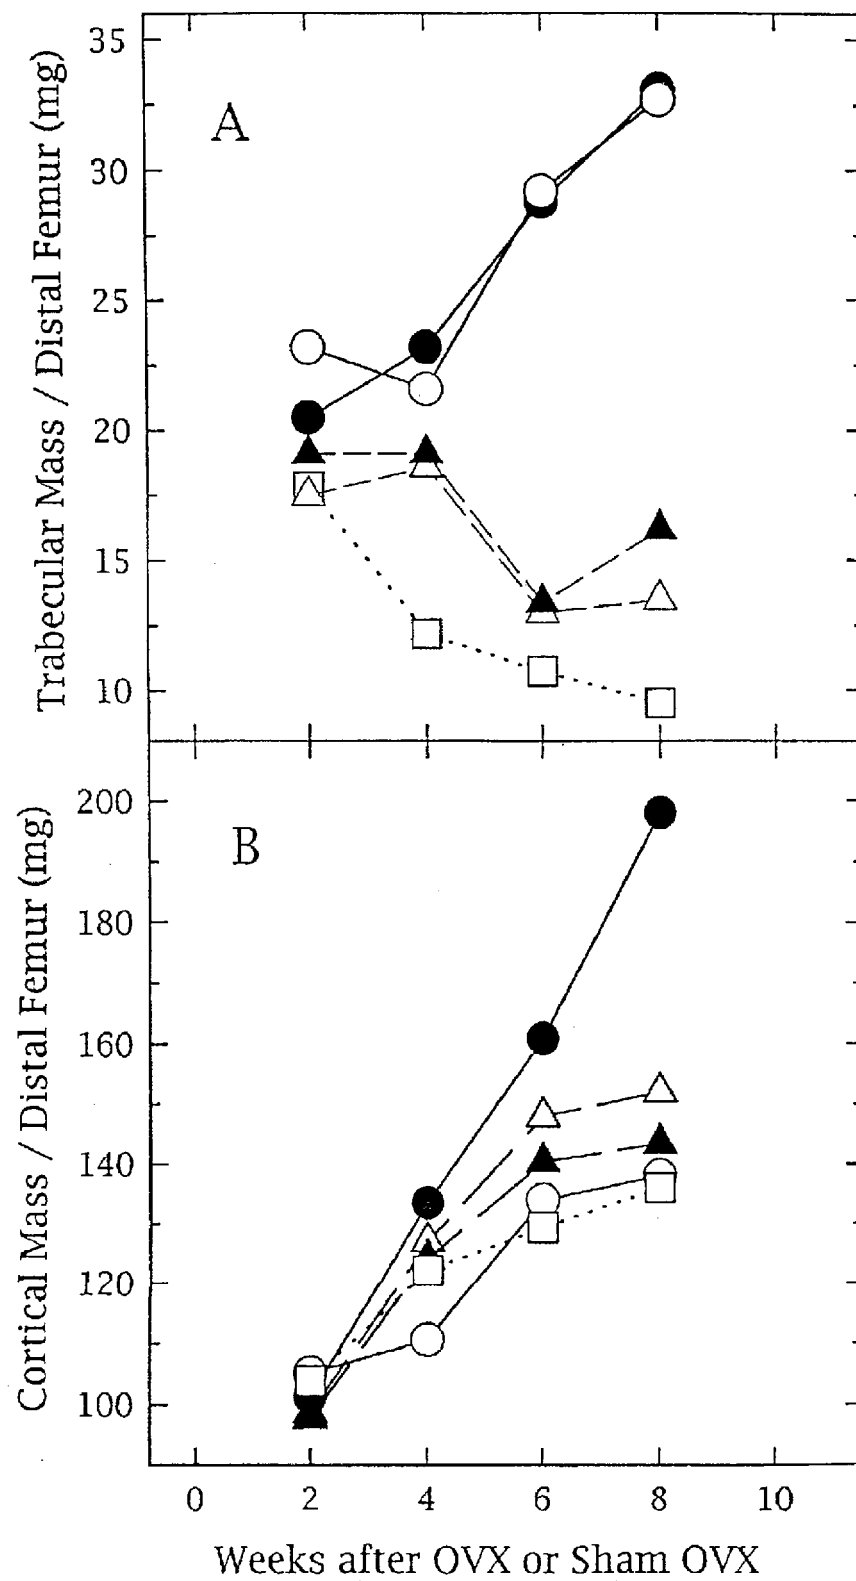 A
Trabecular Mass / Distal Femur (mg)
35
30
25
20
15
10
B
Cortical Mass / Distal Femur (mg)
200
180
160
140
120
100
0 2 4 6 8 10
Weeks after OVX or Sham OVX